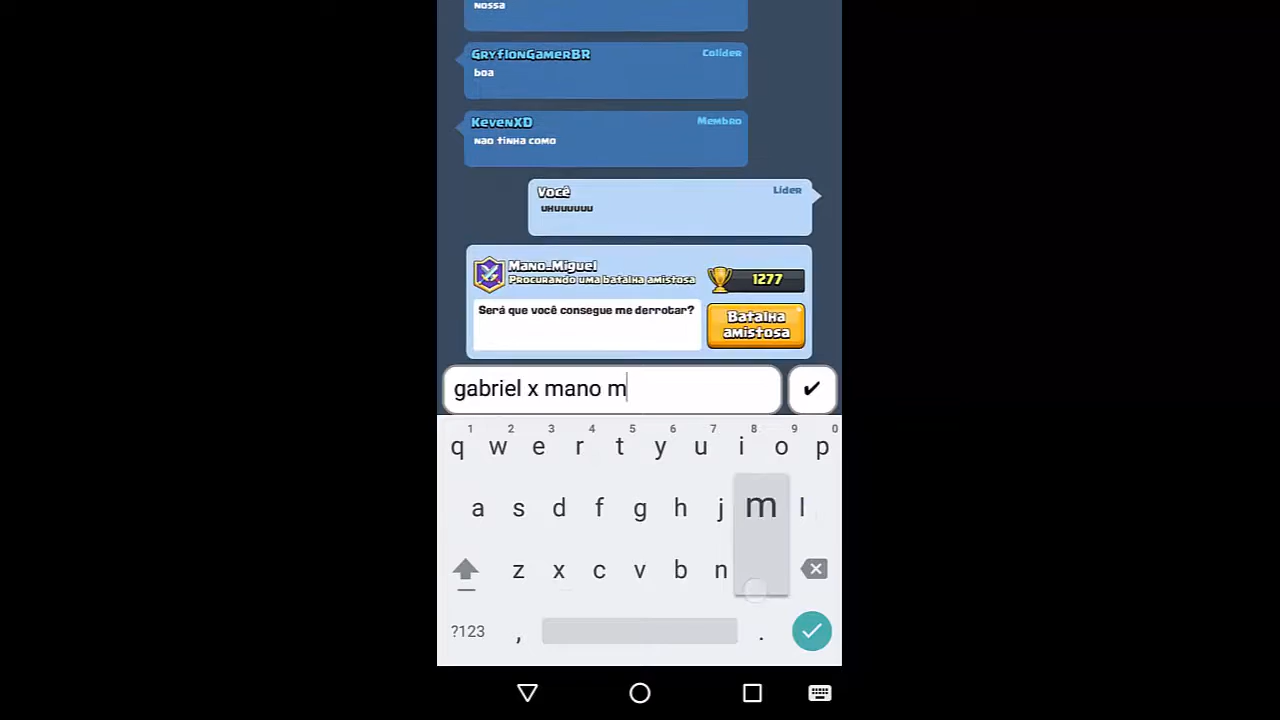 nossa
GryfionGamerBR
Colíder
boa
KevenXD
Membro
nao tinha como
Você
Líder
uhuuuuuu
Mano_Miguel
Procurando uma batalha amistosa
1277
Será que você consegue me derrotar?
Batalha
amistosa
gabriel x mano m
1 2 3 4 5 6 7 8 9 0
q w e r t y u i o p
a s d f g h j m l
z x c v b n
?123 , .